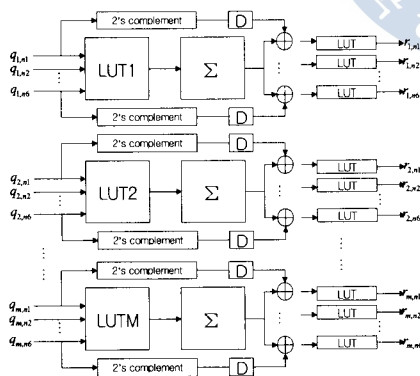 2's complement D
q1,n1 LUT r1,n1
q1,n2 LUT1 Σ LUT r1,n2
q1,n6 LUT r1,n6
2's complement D
2's complement D
q2,n1 LUT r2,n1
q2,n2 LUT2 Σ LUT r2,n2
q2,n6 LUT r2,n6
2's complement D
2's complement D
qm,n1 LUT rm,n1
qm,n2 LUTM Σ LUT rm,n2
qm,n6 LUT rm,n6
2's complement D